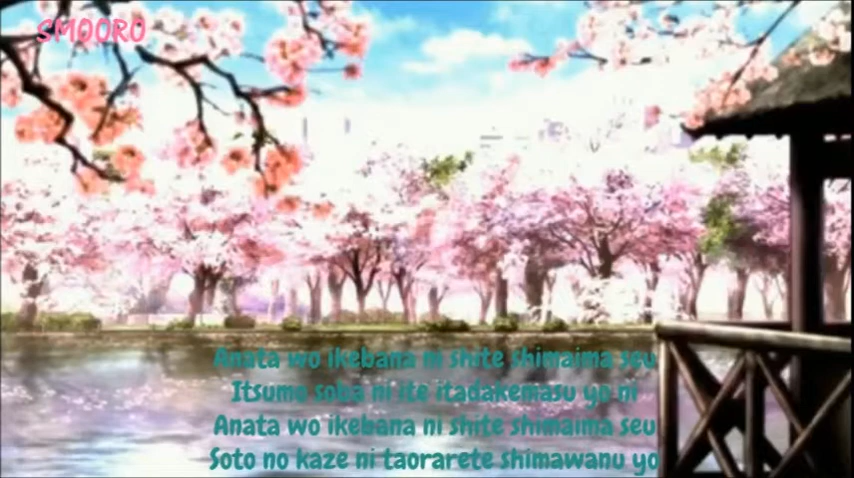 SMOORO
Anata wo ikebana ni shite shimaima seu
Itsumo soba ni ite itadakemasu yo ni
Anata wo ikebana ni shite shimaima seu
Soto no kaze ni taorarete shimawanu yo